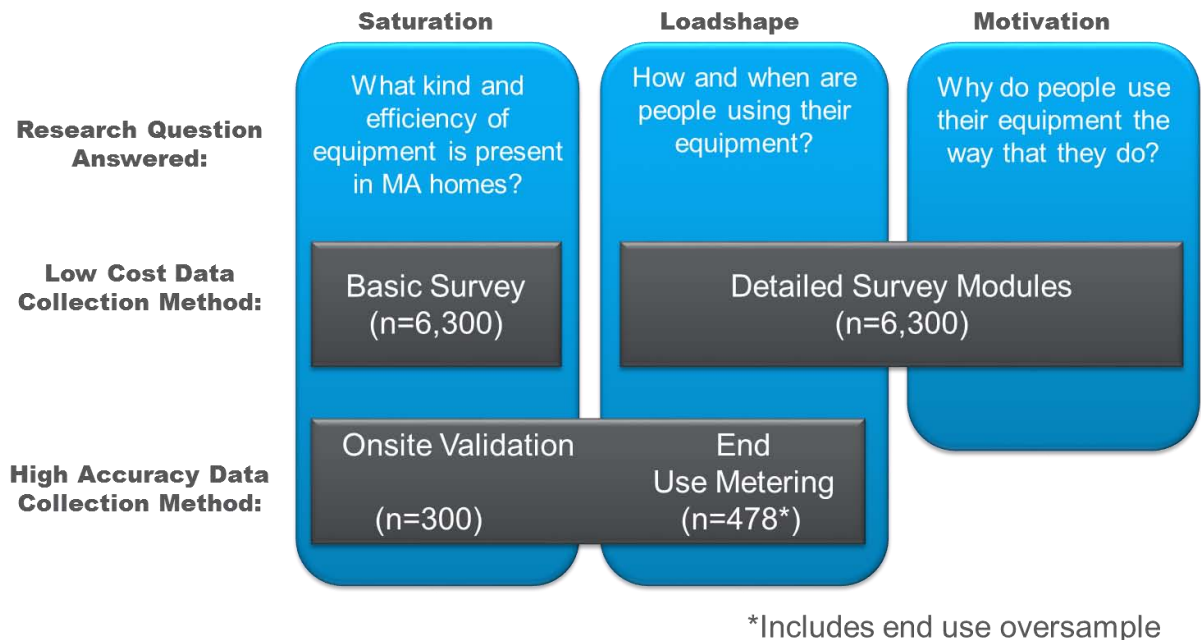 Saturation
Loadshape
Motivation
Research Question
Answered:
What kind and
efficiency of
equipment is present
in MA homes?
How and when are
people using their
equipment?
Why do people use
their equipment the
way that they do?
Low Cost Data
Collection Method:
Basic Survey
(n=6,300)
Detailed Survey Modules
(n=6,300)
High Accuracy Data
Collection Method:
Onsite Validation
(n=300)
End
Use Metering
(n=478*)
*Includes end use oversample